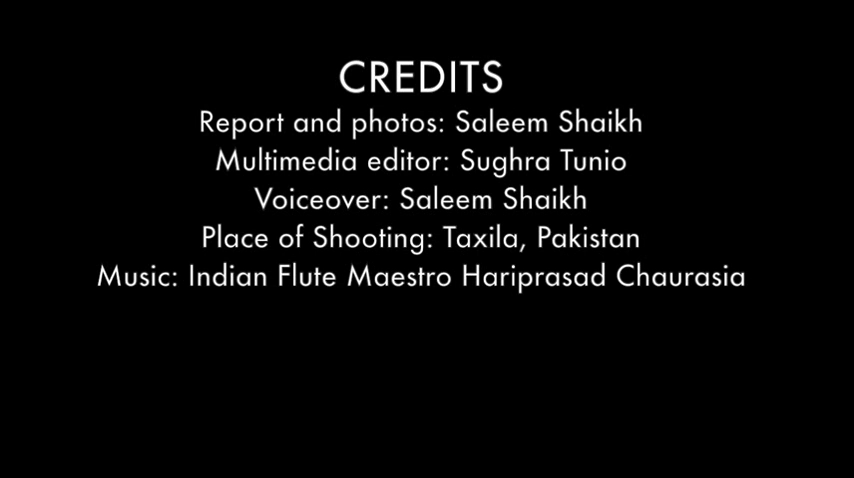 CREDITS
Report and photos: Saleem Shaikh
Multimedia editor: Sughra Tunio
Voiceover: Saleem Shaikh
Place of Shooting: Taxila, Pakistan
Music: Indian Flute Maestro Hariprasad Chaurasia